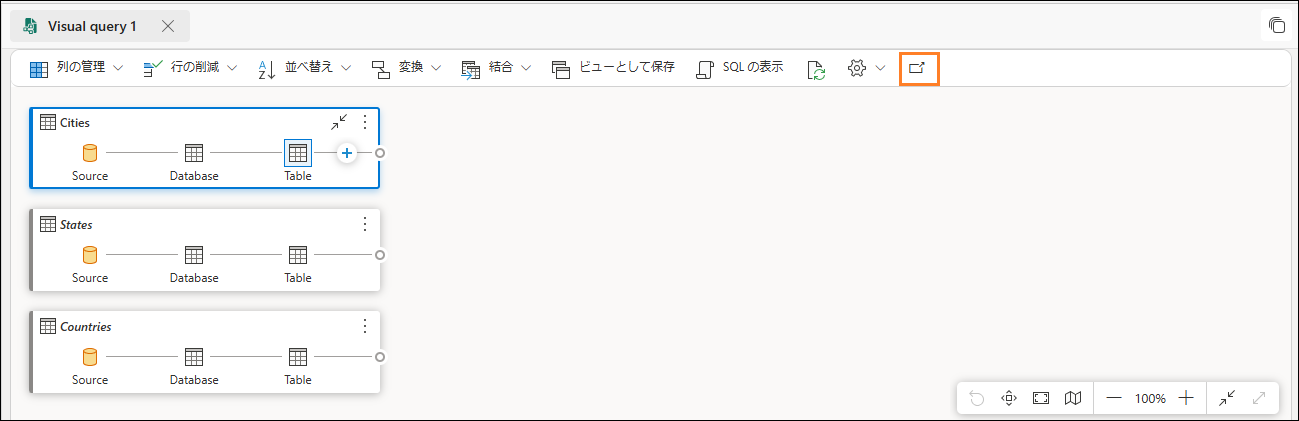 Visual query 1
列の管理 行の削減 並べ替え 変換 結合 ビューとして保存 SQL の表示
Cities
Source Database Table
States
Source Database Table
Countries
Source Database Table
100%